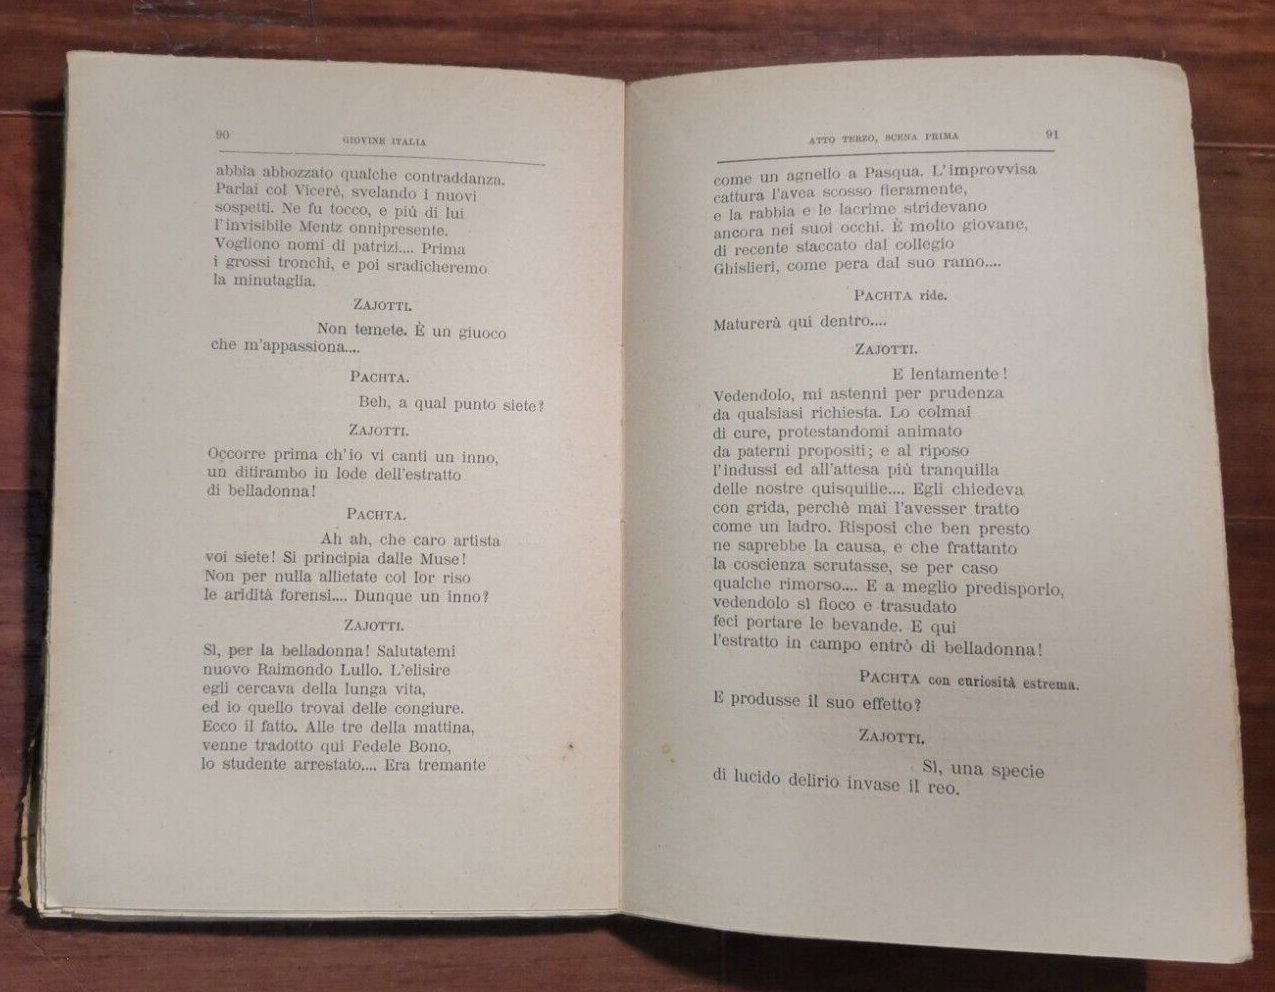 90
GIOVINE ITALIA
abbia abbozzato qualche contraddanza.
Parlai col Vicerè, svelando i nuovi
sospetti. Ne fu tocco, e più di lui
l'invisibile Mentz onnipresente.
Vogliono nomi di patrizi.... Prima
i grossi tronchi, e poi sradicheremo
la minutaglia.
ZAJOTTI.
Non temete. È un giuoco
che m'appassiona....
PACHTA.
Beh, a qual punto siete?
ZAJOTTI.
Occorre prima ch'io vi canti un inno,
un ditirambo in lode dell'estratto
di belladonna!
PACHTA.
Ah ah, che caro artista
voi siete! Si principia dalle Muse!
Non per nulla allietate col lor riso
le aridità forensi.... Dunque un inno?
ZAJOTTI.
Sì, per la belladonna! Salutatemi
nuovo Raimondo Lullo. L'elisire
egli cercava della lunga vita,
ed io quello trovai delle congiure.
Ecco il fatto. Alle tre della mattina,
venne tradotto qui Fedele Bono,
lo studente arrestato.... Era tremante
ATTO TERZO, SCENA PRIMA
91
come un agnello a Pasqua. L'improvvisa
cattura l'avea scosso fieramente,
e la rabbia e le lacrime stridevano
ancora nei suoi occhi. È molto giovane,
di recente staccato dal collegio
Ghislieri, come pera dal suo ramo....
PACHTA ride.
Maturerà qui dentro....
ZAJOTTI.
E lentamente!
Vedendolo, mi astenni per prudenza
da qualsiasi richiesta. Lo colmai
di cure, protestandomi animato
da paterni propositi; e al riposo
l'indussi ed all'attesa più tranquilla
delle nostre quisquilie.... Egli chiedeva
con grida, perchè mai l'avesser tratto
come un ladro. Risposi che ben presto
ne saprebbe la causa, e che frattanto
la coscienza scrutasse, se per caso
qualche rimorso.... E a meglio predisporlo,
vedendolo sì fioco e trasudato
feci portare le bevande. E qui
l'estratto in campo entrò di belladonna!
PACHTA con curiosità estrema.
E produsse il suo effetto?
ZAJOTTI.
Sì, una specie
di lucido delirio invase il reo.